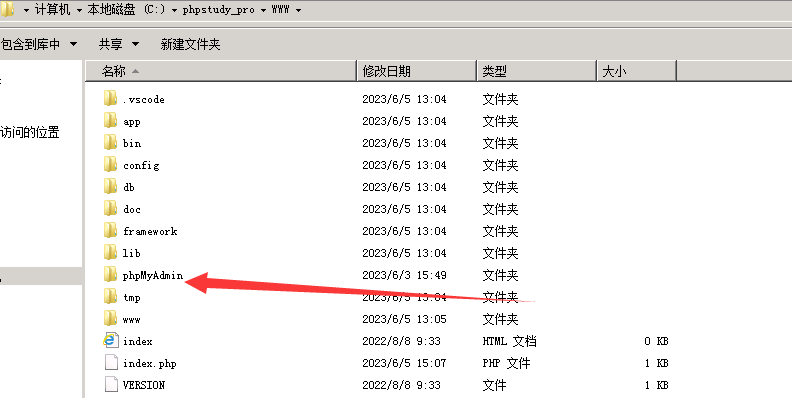 计算机 本地磁盘 (C:) phpstudy_pro WWW
包含到库中 共享 新建文件夹
名称 修改日期 类型 大小
.vscode 2023/6/5 13:04 文件夹
app 2023/6/5 13:04 文件夹
访问的位置
bin 2023/6/5 13:04 文件夹
config 2023/6/5 13:04 文件夹
db 2023/6/5 13:04 文件夹
doc 2023/6/5 13:04 文件夹
framework 2023/6/5 13:04 文件夹
lib 2023/6/5 13:04 文件夹
phpMyAdmin 2023/6/3 15:49 文件夹
tmp 2023/6/5 13:04 文件夹
www 2023/6/5 13:05 文件夹
index 2022/8/8 9:33 HTML 文档 0 KB
index.php 2023/6/5 15:07 PHP 文件 1 KB
VERSION 2022/8/8 9:33 文件 1 KB